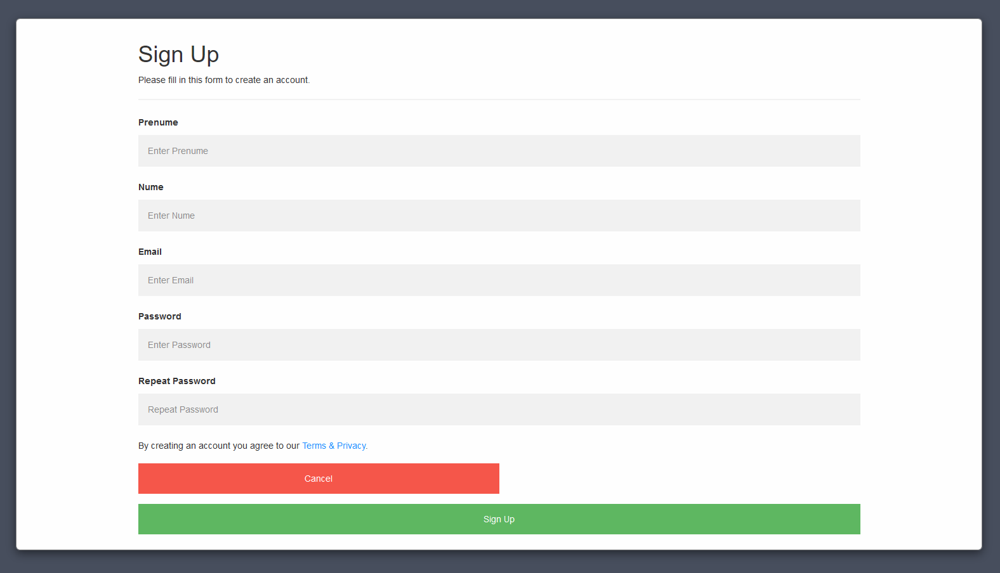 Sign Up
Please fill in this form to create an account.
Prenume
Enter Prenume
Nume
Enter Nume
Email
Enter Email
Password
Enter Password
Repeat Password
Repeat Password
By creating an account you agree to our Terms & Privacy.
Cancel
Sign Up